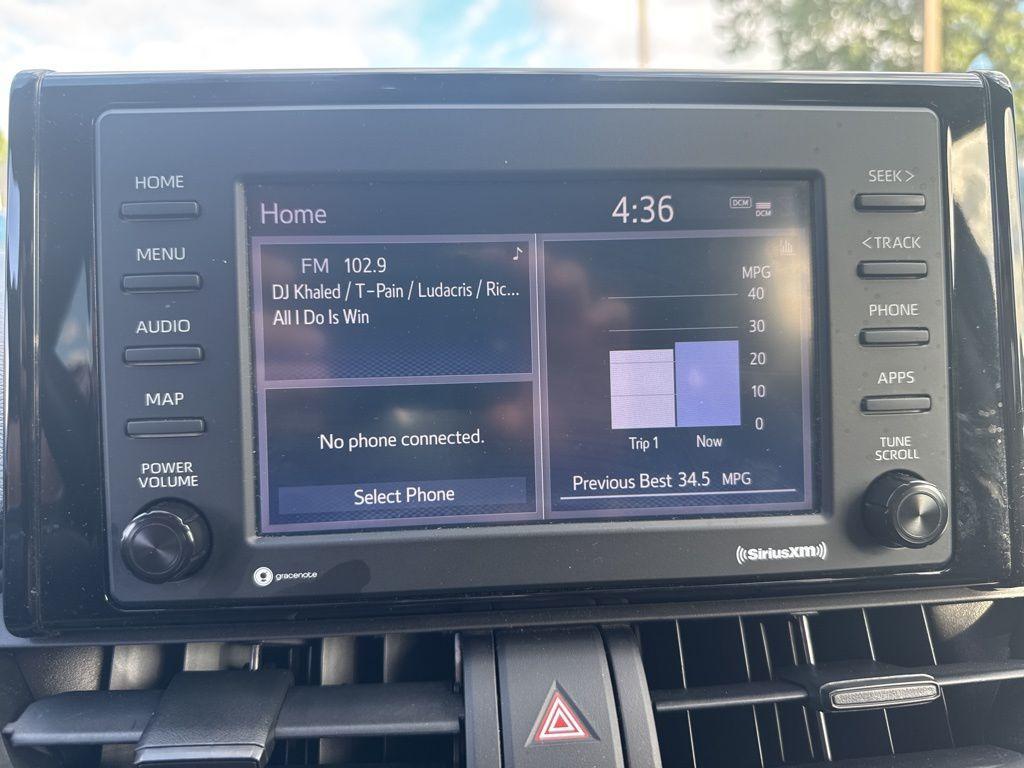 HOME
MENU
AUDIO
MAP
POWER
VOLUME
Home
4:36
DCM
DCM
FM 102.9
DJ Khaled / T-Pain / Ludacris / Ric...
All I Do Is Win
No phone connected.
Select Phone
MPG
40
30
20
10
0
Trip 1
Now
Previous Best 34.5 MPG
SEEK >
< TRACK
PHONE
APPS
TUNE
SCROLL
gracenote
SiriusXM